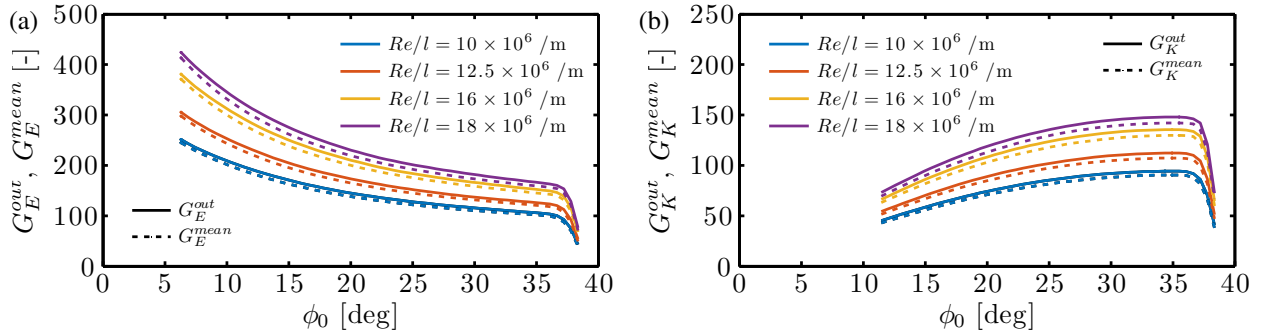 (a)
G_E^{out}, G_E^{mean} [-]
500
400
300
200
100
0
Re/l = 10 × 10^6 /m
Re/l = 12.5 × 10^6 /m
Re/l = 16 × 10^6 /m
Re/l = 18 × 10^6 /m
G_E^{out}
G_E^{mean}
0 5 10 15 20 25 30 35 40
ϕ_0 [deg]
(b)
G_K^{out}, G_K^{mean} [-]
250
200
150
100
50
0
Re/l = 10 × 10^6 /m
Re/l = 12.5 × 10^6 /m
Re/l = 16 × 10^6 /m
Re/l = 18 × 10^6 /m
G_K^{out}
G_K^{mean}
0 5 10 15 20 25 30 35 40
ϕ_0 [deg]